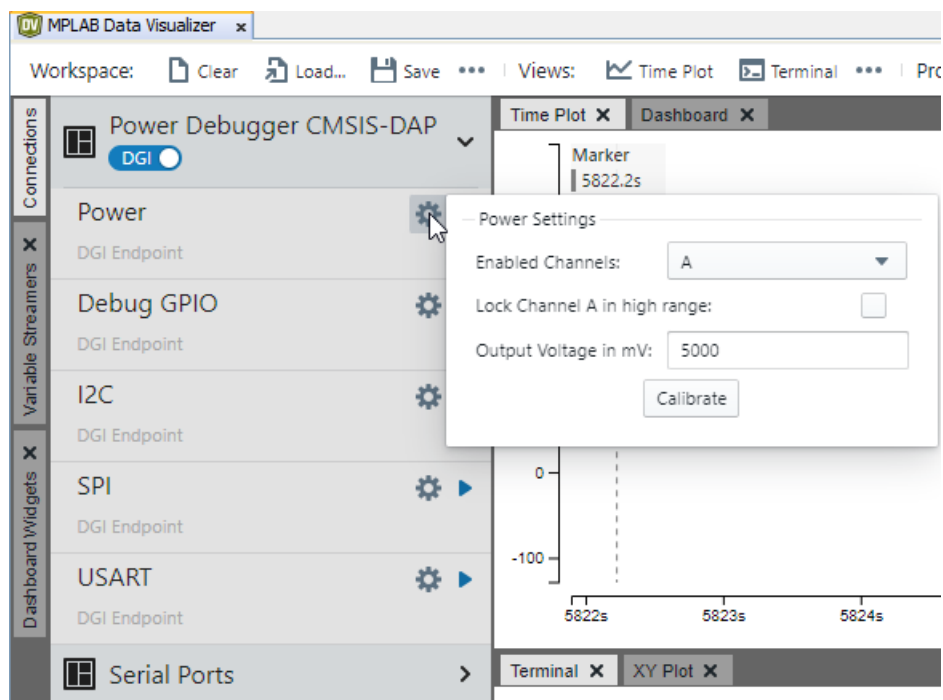 DV MPLAB Data Visualizer x
Workspace: Clear Load... Save ••• Views: Time Plot Terminal •••
Connections
Variable Streamers
Dashboard Widgets
Power Debugger CMSIS-DAP
DGI
Power
DGI Endpoint
Debug GPIO
DGI Endpoint
I2C
DGI Endpoint
SPI
DGI Endpoint
USART
DGI Endpoint
Serial Ports
Time Plot Dashboard
Marker
5822.2s
Power Settings
Enabled Channels: A
Lock Channel A in high range:
Output Voltage in mV: 5000
Calibrate
0
-100
5822s 5823s 5824s
Terminal XY Plot